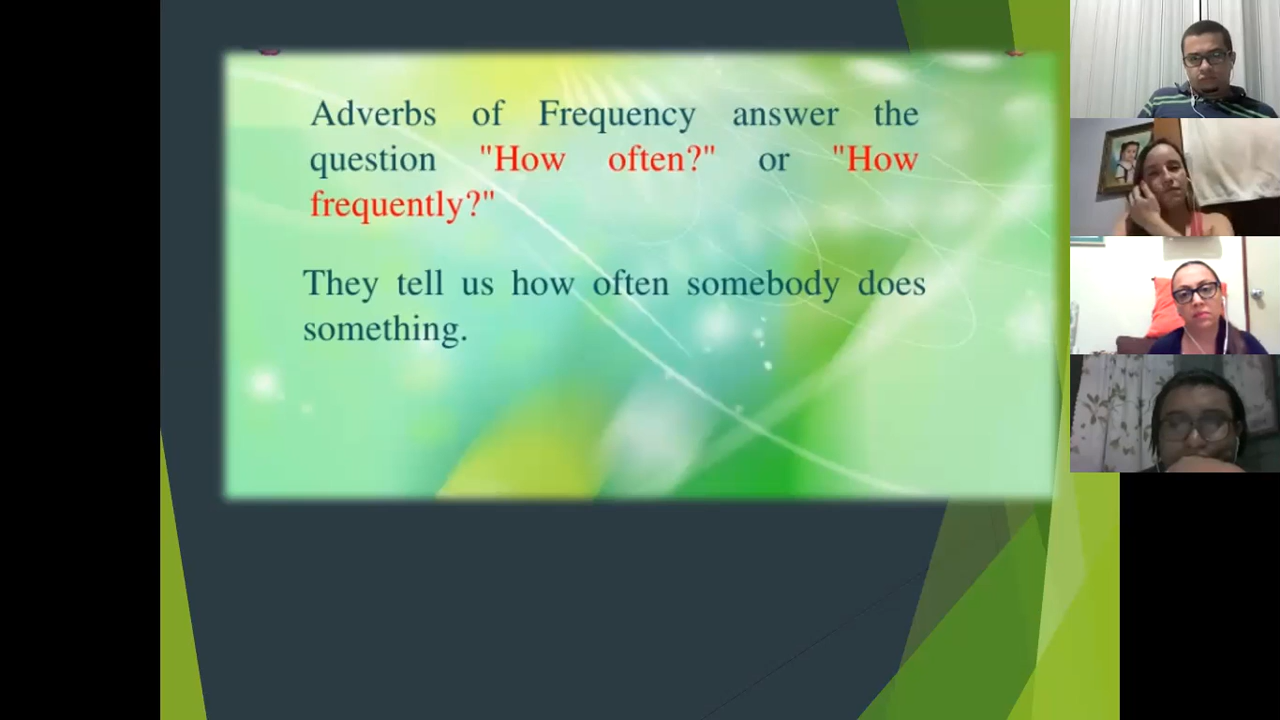 Adverbs of Frequency answer the
question "How often?" or "How
frequently?"
They tell us how often somebody does
something.